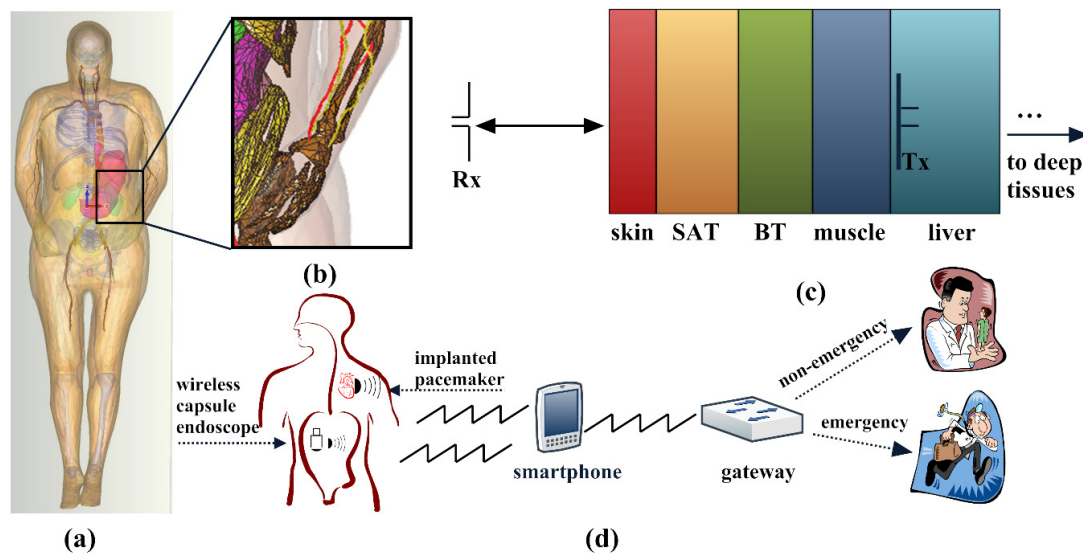 (a)
(b)
Rx
Tx
...
to deep
tissues
skin SAT BT muscle liver
(c)
wireless
capsule
endoscope
implanted
pacemaker
smartphone
gateway
non-emergency
emergency
(d)